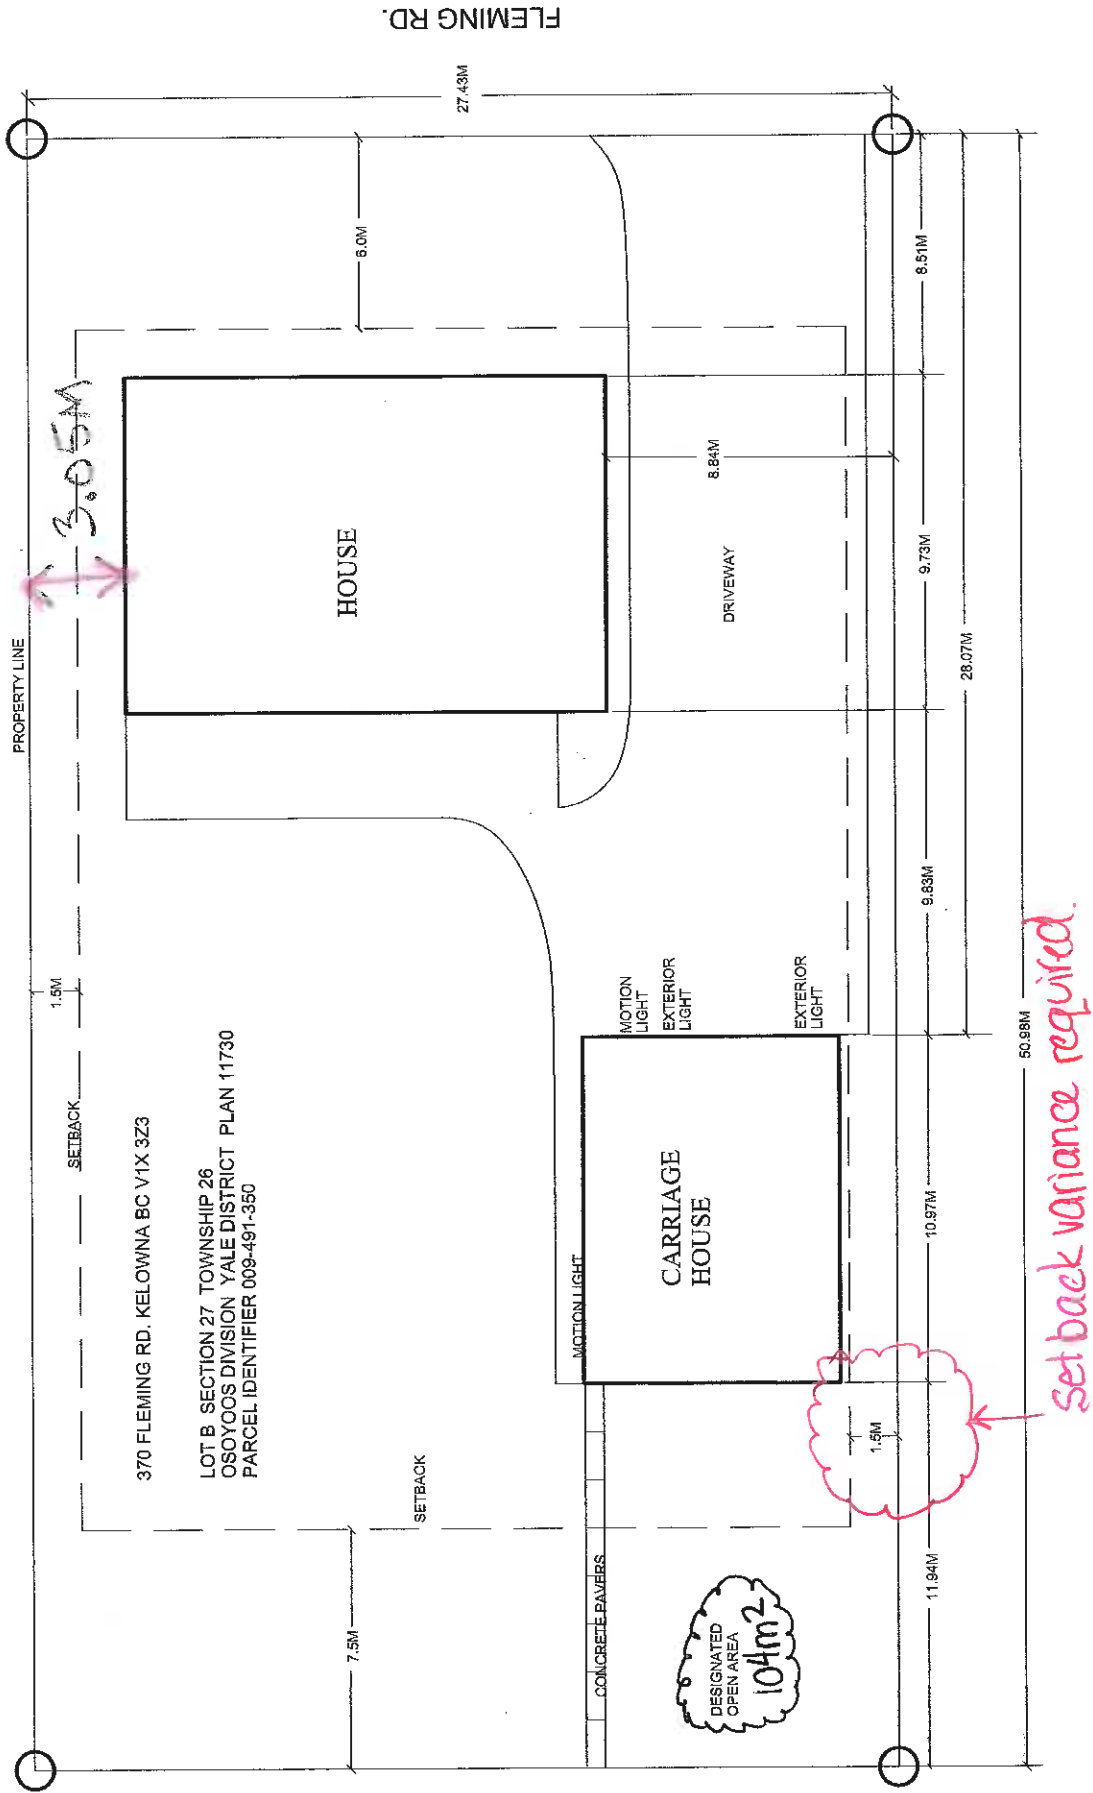 FLEMING RD.
27.43M
6.0M
8.51M
3.05M
HOUSE
8.84M
DRIVEWAY
9.73M
28.07M
PROPERTY LINE
1.5M
SETBACK
9.83M
50.98M
370 FLEMING RD. KELOWNA BC V1X 3Z3
LOT B SECTION 27 TOWNSHIP 26
OSOYOOS DIVISION YALE DISTRICT PLAN 11730
PARCEL IDENTIFIER 009-491-350
MOTION
LIGHT
EXTERIOR
LIGHT
EXTERIOR
LIGHT
CARRIAGE
HOUSE
MOTION LIGHT
10.97M
SETBACK
1.5M
Setback variance required.
7.5M
CONCRETE PAVERS
DESIGNATED
OPEN AREA
104m2
11.94M